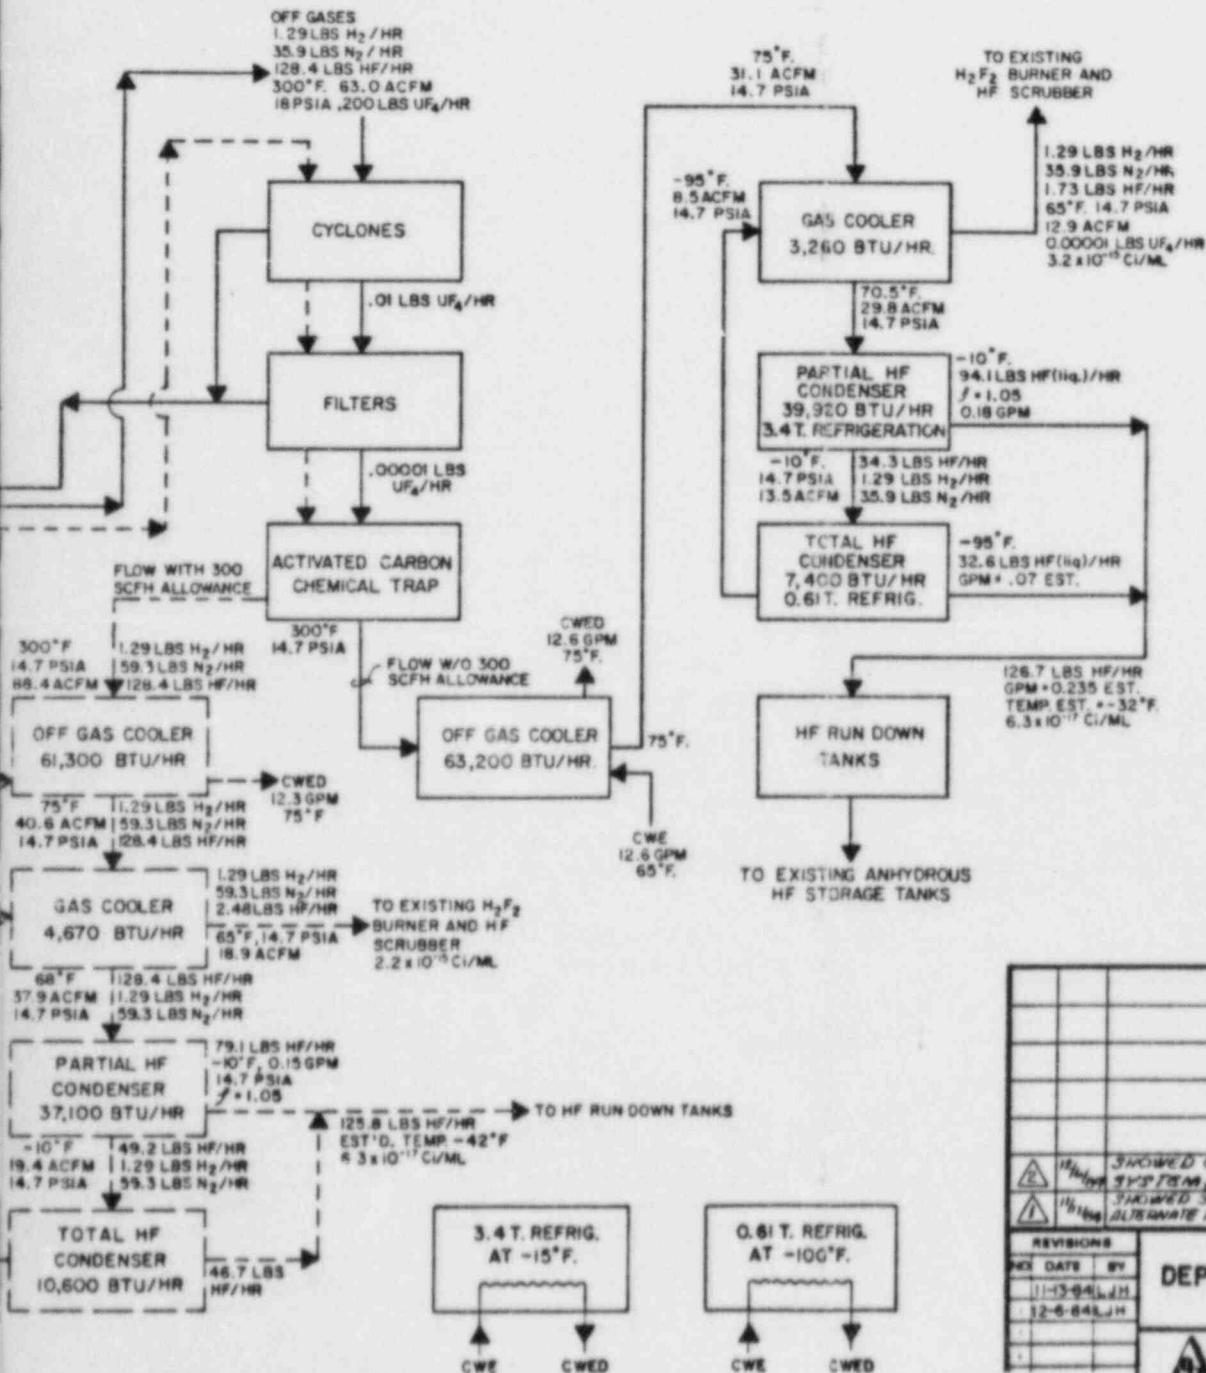 OFF GASES
1.29 LBS H₂/HR
35.9 LBS N₂/HR
128.4 LBS HF/HR
300°F. 63.0 ACFM
18 PSIA .200 LBS UF₄/HR
CYCLONES
.01 LBS UF₄/HR
FILTERS
.00001 LBS
UF₄/HR
ACTIVATED CARBON
CHEMICAL TRAP
FLOW WITH 300
SCFH ALLOWANCE
300°F
14.7 PSIA
FLOW W/O 300
SCFH ALLOWANCE
CWED
12.6 GPM
75°F.
OFF GAS COOLER
63,200 BTU/HR.
75°F.
CWE
12.6 GPM
65°F.
75°F.
31.1 ACFM
14.7 PSIA
TO EXISTING
H₂F₂ BURNER AND
HF SCRUBBER
1.29 LBS H₂/HR
35.9 LBS N₂/HR
1.73 LBS HF/HR
65°F. 14.7 PSIA
12.9 ACFM
0.00001 LBS UF₄/HR
-95°F.
8.5 ACFM
14.7 PSIA
GAS COOLER
3,260 BTU/HR.
70.5°F.
29.8 ACFM
14.7 PSIA
PARTIAL HF
CONDENSER
39,920 BTU/HR
3.4 T. REFRIGERATION
-10°F.
94.1 LBS HF(liq.)/HR
ƒ = 1.05
0.18 GPM
-10°F.
14.7 PSIA
13.5 ACFM
34.3 LBS HF/HR
1.29 LBS H₂/HR
35.9 LBS N₂/HR
TOTAL HF
CONDENSER
7,400 BTU/HR
0.61 T. REFRIG.
-95°F.
32.6 LBS HF(liq)/HR
GPM = .07 EST.
126.7 LBS HF/HR
GPM = 0.235 EST.
TEMP. EST. = -32°F.
6.3 x 10⁻¹⁷ Ci/ML
HF RUN DOWN
TANKS
TO EXISTING ANHYDROUS
HF STORAGE TANKS
300°F
14.7 PSIA
88.4 ACFM
1.29 LBS H₂/HR
59.3 LBS N₂/HR
128.4 LBS HF/HR
OFF GAS COOLER
61,300 BTU/HR
CWED
12.3 GPM
75°F
75°F
40.6 ACFM
14.7 PSIA
1.29 LBS H₂/HR
59.3 LBS N₂/HR
128.4 LBS HF/HR
GAS COOLER
4,670 BTU/HR
1.29 LBS H₂/HR
59.3 LBS N₂/HR
2.48 LBS HF/HR
65°F, 14.7 PSIA
18.9 ACFM
TO EXISTING H₂F₂
BURNER AND HF
SCRUBBER
68°F
37.9 ACFM
14.7 PSIA
128.4 LBS HF/HR
1.29 LBS H₂/HR
59.3 LBS N₂/HR
PARTIAL HF
CONDENSER
37,100 BTU/HR
79.1 LBS HF/HR
-10°F, 0.15 GPM
14.7 PSIA
ƒ = 1.05
TO HF RUN DOWN TANKS
125.8 LBS HF/HR
EST'D. TEMP. -42°F
6.3 x 10⁻¹⁷ Ci/ML
-10°F
19.4 ACFM
14.7 PSIA
49.2 LBS HF/HR
1.29 LBS H₂/HR
59.3 LBS N₂/HR
TOTAL HF
CONDENSER
10,600 BTU/HR
46.7 LBS
HF/HR
3.4 T. REFRIG.
AT -15°F.
CWE
CWED
0.61 T. REFRIG.
AT -100°F.
CWE
CWED
2 SHOWED
SYSTEM
1 SHOWED
ALTERNATE
REVISIONS
NO DATE BY
11-13-84 LJH
12-6-84 LJH
DEP